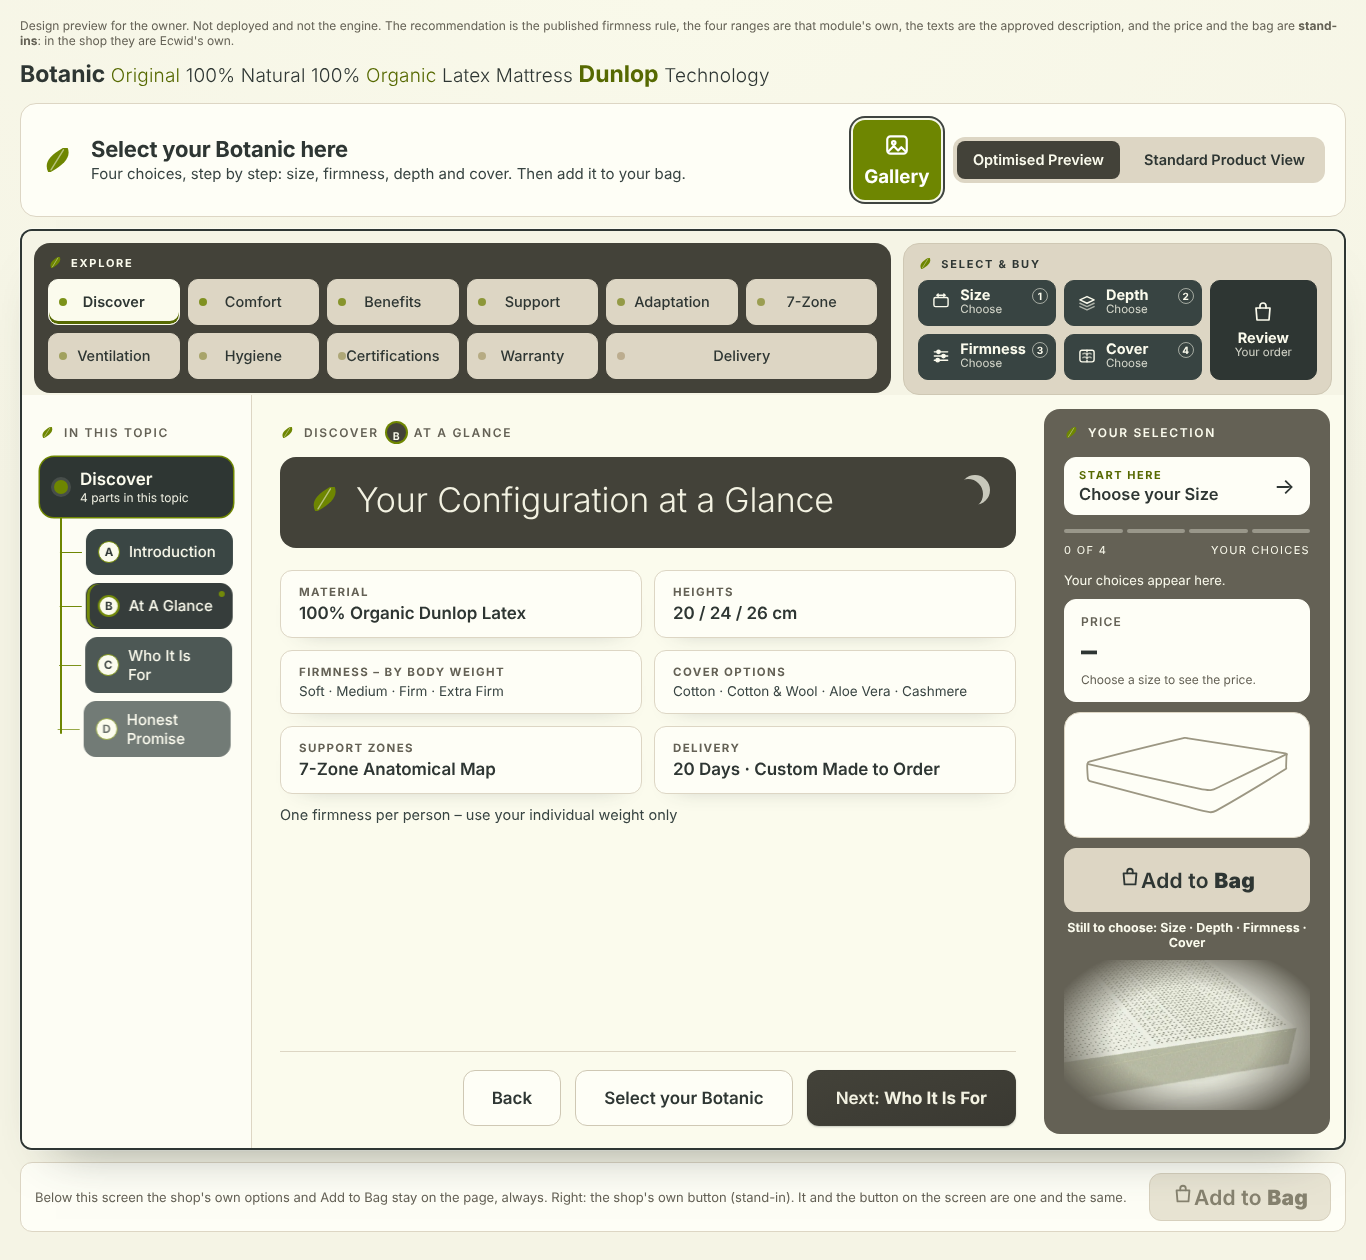 Design preview for the owner. Not deployed and not the engine. The recommendation is the published firmness rule, the four ranges are that module's own, the texts are the approved description, and the price and the bag are stand-
ins: in the shop they are Ecwid's own.
Botanic Original 100% Natural 100% Organic Latex Mattress Dunlop Technology
Select your Botanic here
Four choices, step by step: size, firmness, depth and cover. Then add it to your bag.
Gallery
Optimised Preview
Standard Product View
EXPLORE
Discover
Comfort
Benefits
Support
Adaptation
7-Zone
Ventilation
Hygiene
Certifications
Warranty
Delivery
SELECT & BUY
Size
Choose
1
Depth
Choose
2
Firmness
Choose
3
Cover
Choose
4
Review
Your order
IN THIS TOPIC
Discover
4 parts in this topic
A Introduction
B At A Glance
C Who It Is
For
D Honest
Promise
DISCOVER B AT A GLANCE
Your Configuration at a Glance
MATERIAL
100% Organic Dunlop Latex
HEIGHTS
20 / 24 / 26 cm
FIRMNESS – BY BODY WEIGHT
Soft · Medium · Firm · Extra Firm
COVER OPTIONS
Cotton · Cotton & Wool · Aloe Vera · Cashmere
SUPPORT ZONES
7-Zone Anatomical Map
DELIVERY
20 Days · Custom Made to Order
One firmness per person – use your individual weight only
Back
Select your Botanic
Next: Who It Is For
YOUR SELECTION
START HERE
Choose your Size
0 OF 4
YOUR CHOICES
Your choices appear here.
PRICE
–
Choose a size to see the price.
Add to Bag
Still to choose: Size · Depth · Firmness ·
Cover
Below this screen the shop's own options and Add to Bag stay on the page, always. Right: the shop's own button (stand-in). It and the button on the screen are one and the same.
Add to Bag